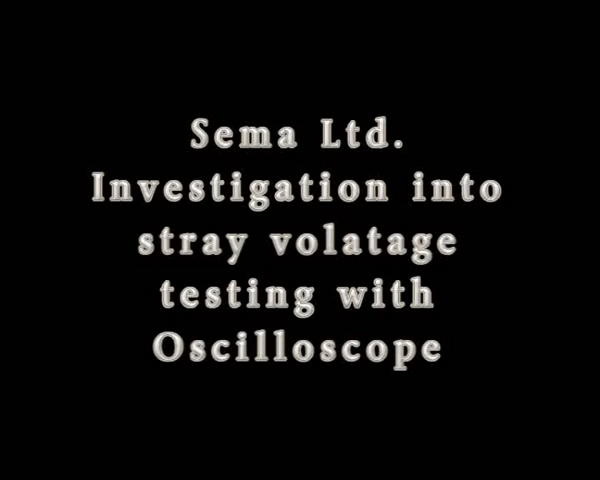 Sema Ltd.
Investigation into
stray volatage
testing with
Oscilloscope